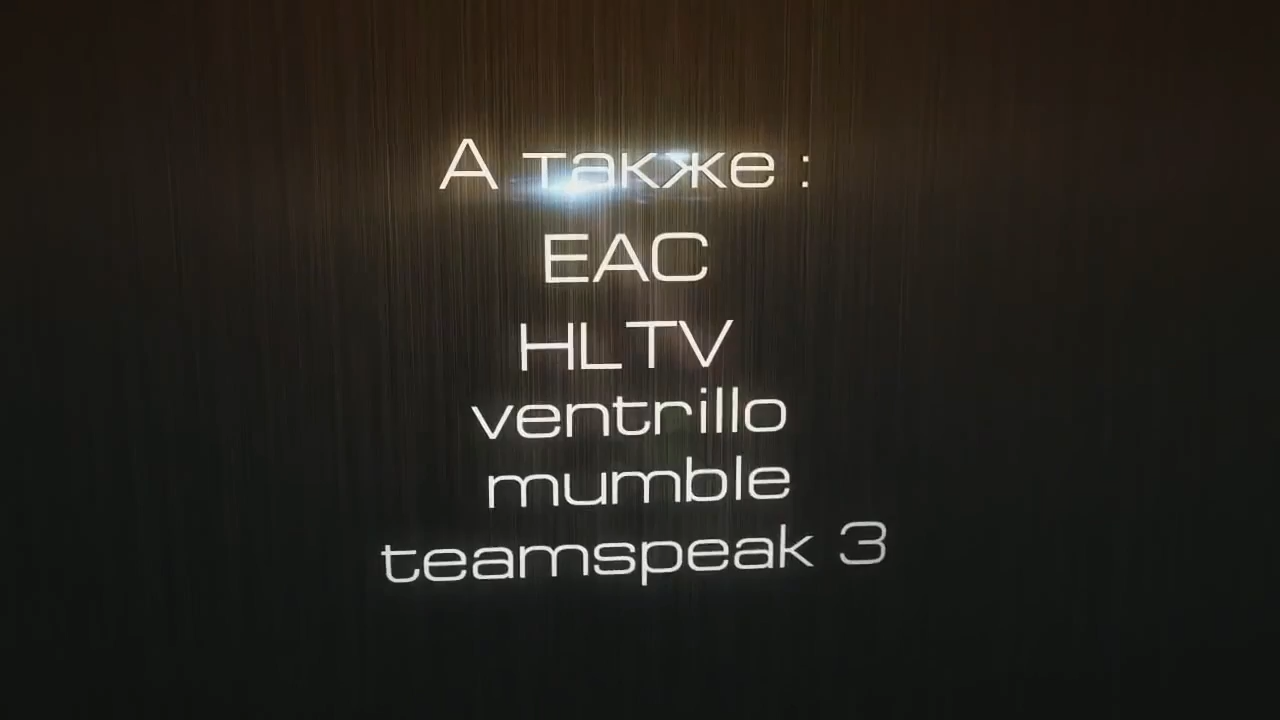 А также :
EAC
HLTV
ventrillo
mumble
teamspeak 3